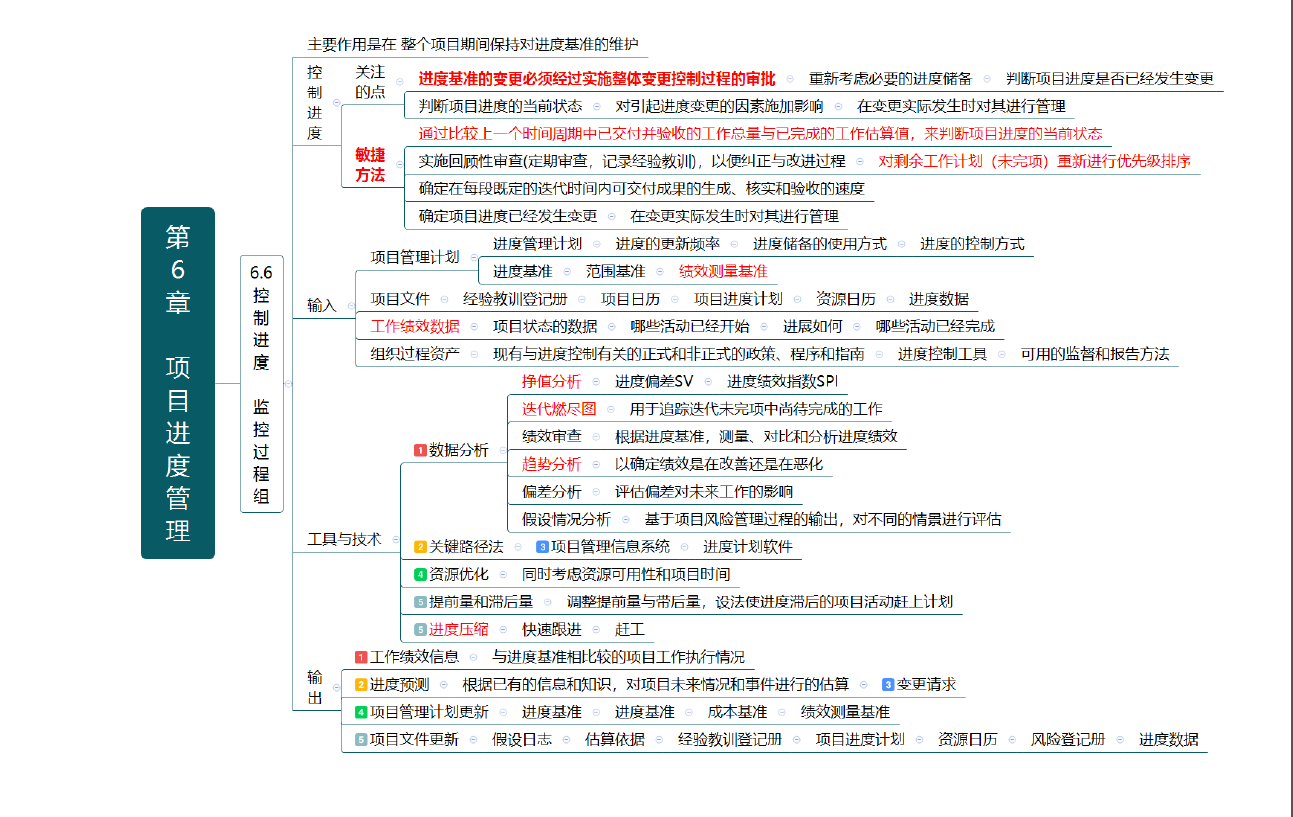 第6章 项目进度管理
6.6 控制进度 监控过程组
主要作用是在 整个项目期间保持对进度基准的维护
控制进度
关注的点
进度基准的变更必须经过实施整体变更控制过程的审批 重新考虑必要的进度储备 判断项目进度是否已经发生变更
判断项目进度的当前状态 对引起进度变更的因素施加影响 在变更实际发生时对其进行管理
敏捷方法
通过比较上一个时间周期中已交付并验收的工作总量与已完成的工作估算值，来判断项目进度的当前状态
实施回顾性审查(定期审查，记录经验教训)，以便纠正与改进过程 对剩余工作计划（未完项）重新进行优先级排序
确定在每段既定的迭代时间内可交付成果的生成、核实和验收的速度
确定项目进度已经发生变更 在变更实际发生时对其进行管理
输入
项目管理计划
进度管理计划 进度的更新频率 进度储备的使用方式 进度的控制方式
进度基准 范围基准 绩效测量基准
项目文件 经验教训登记册 项目日历 项目进度计划 资源日历 进度数据
工作绩效数据 项目状态的数据 哪些活动已经开始 进展如何 哪些活动已经完成
组织过程资产 现有与进度控制有关的正式和非正式的政策、程序和指南 进度控制工具 可用的监督和报告方法
工具与技术
1 数据分析
挣值分析 进度偏差SV 进度绩效指数SPI
迭代燃尽图 用于追踪迭代未完项中尚待完成的工作
绩效审查 根据进度基准，测量、对比和分析进度绩效
趋势分析 以确定绩效是在改善还是在恶化
偏差分析 评估偏差对未来工作的影响
假设情况分析 基于项目风险管理过程的输出，对不同的情景进行评估
2 关键路径法 3 项目管理信息系统 进度计划软件
4 资源优化 同时考虑资源可用性和项目时间
5 提前量和滞后量 调整提前量与滞后量，设法使进度滞后的项目活动赶上计划
5 进度压缩 快速跟进 赶工
输出
1 工作绩效信息 与进度基准相比较的项目工作执行情况
2 进度预测 根据已有的信息和知识，对项目未来情况和事件进行的估算 3 变更请求
4 项目管理计划更新 进度基准 进度基准 成本基准 绩效测量基准
5 项目文件更新 假设日志 估算依据 经验教训登记册 项目进度计划 资源日历 风险登记册 进度数据